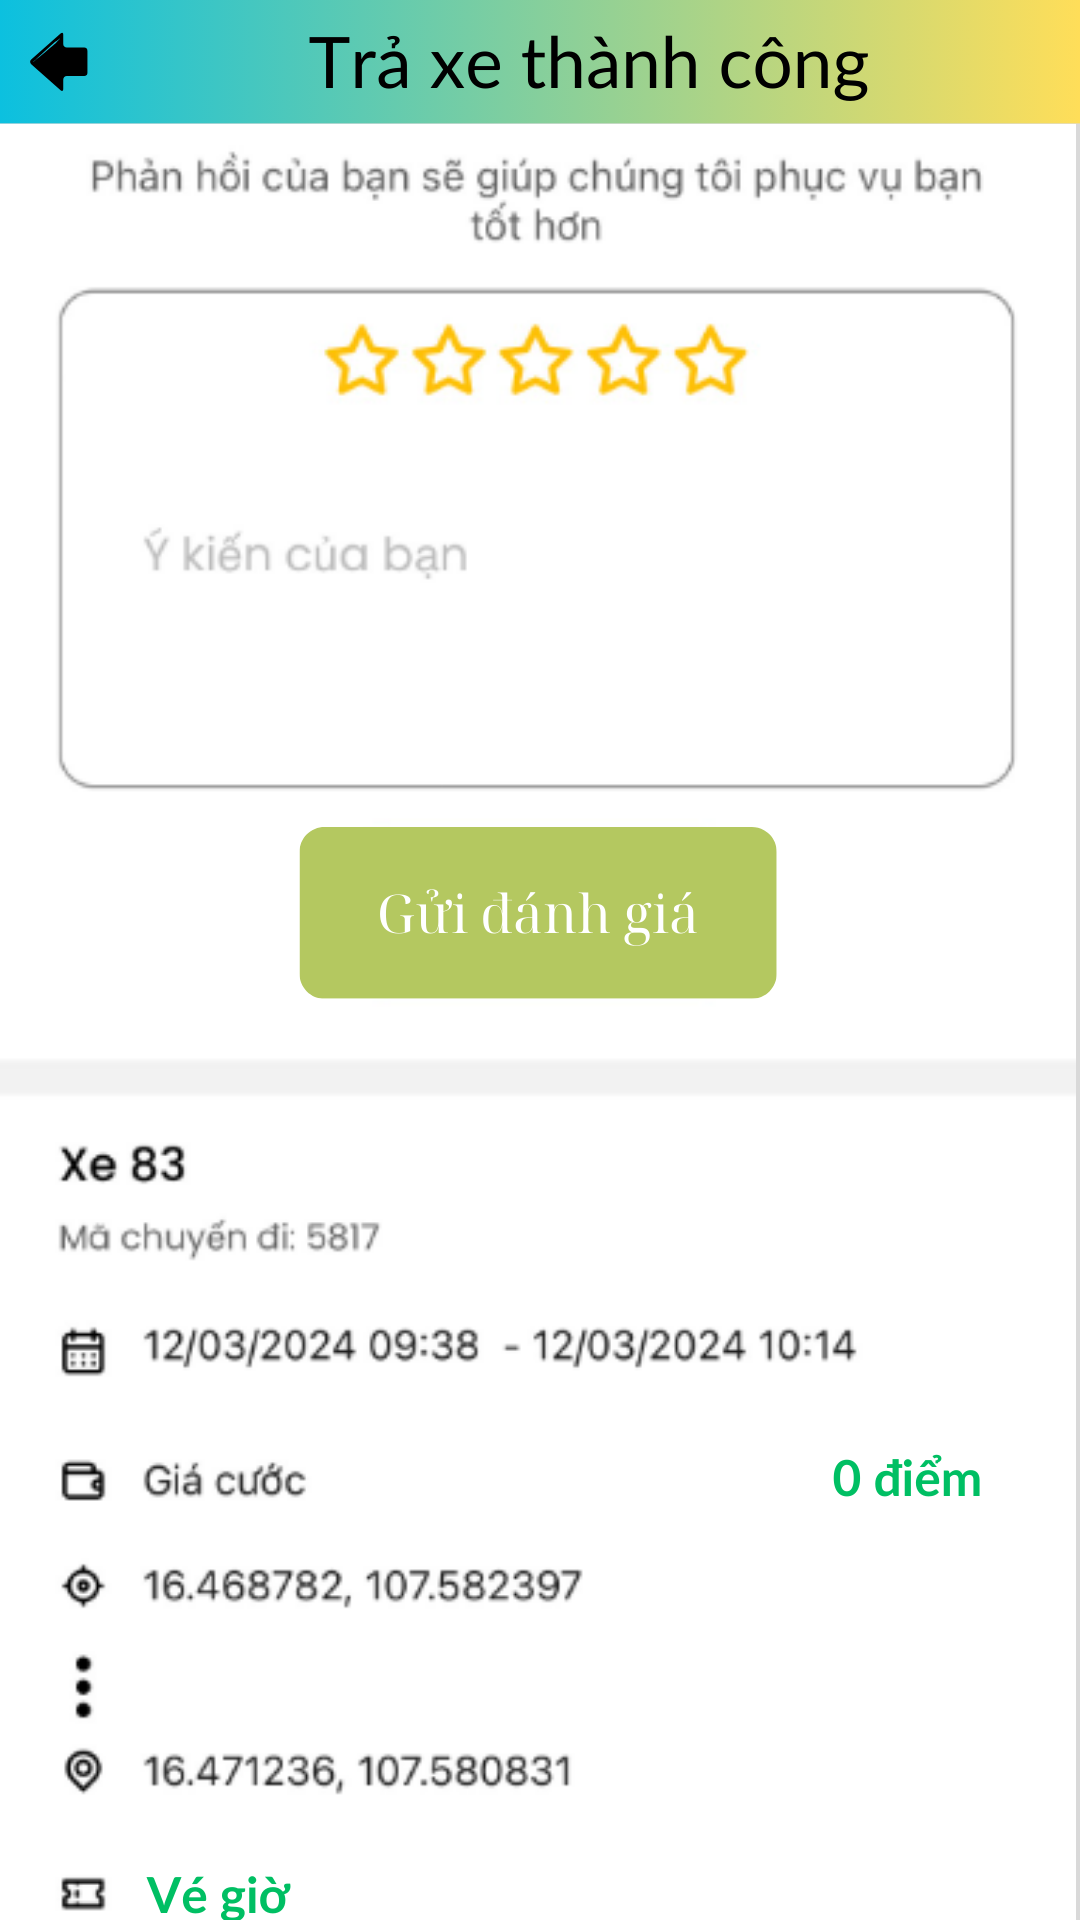 Trả xe thành công
Phản hồi của bạn sẽ giúp chúng tôi phục vụ bạn
tốt hơn
Ý kiến của bạn
Gửi đánh giá
Xe 83
Mã chuyến đi: 5817
12/03/2024 09:38 - 12/03/2024 10:14
Giá cước 0 điểm
16.468782, 107.582397
16.471236, 107.580831
Vé giờ